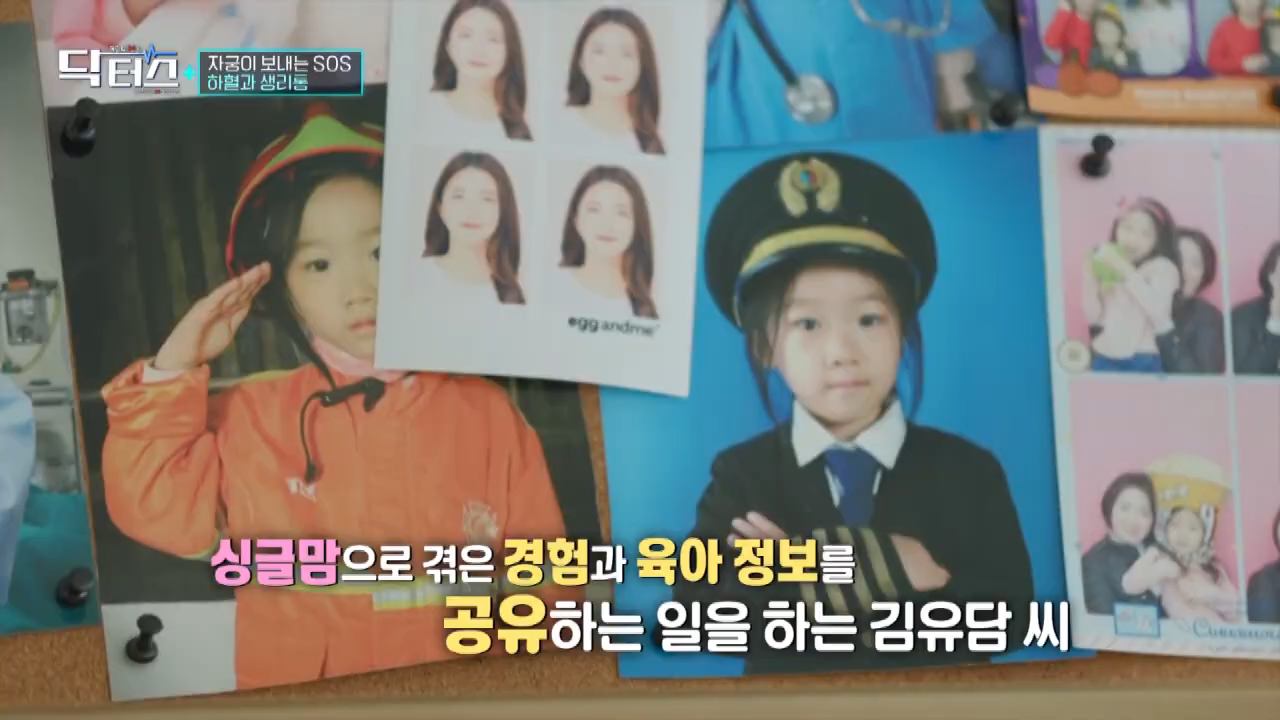 닥터스
자궁이 보내는 SOS
하혈과 생리통
egg andme
싱글맘으로 겪은 경험과 육아 정보를
공유하는 일을 하는 김유담 씨